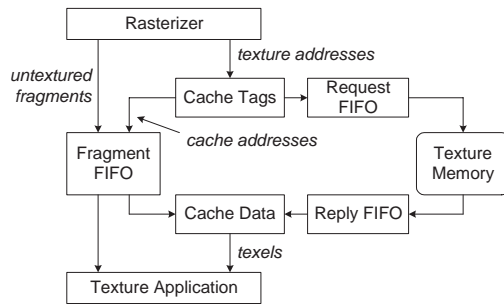 Rasterizer
texture addresses
untextured
fragments
Cache Tags
Request
FIFO
cache addresses
Fragment
FIFO
Texture
Memory
Cache Data
Reply FIFO
texels
Texture Application